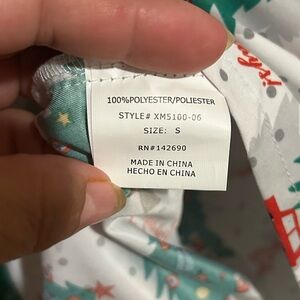 100%POLYESTER/POLIESTER
STYLE# XM5100-06
SIZE: S
RN#142690
MADE IN CHINA
HECHO EN CHINA